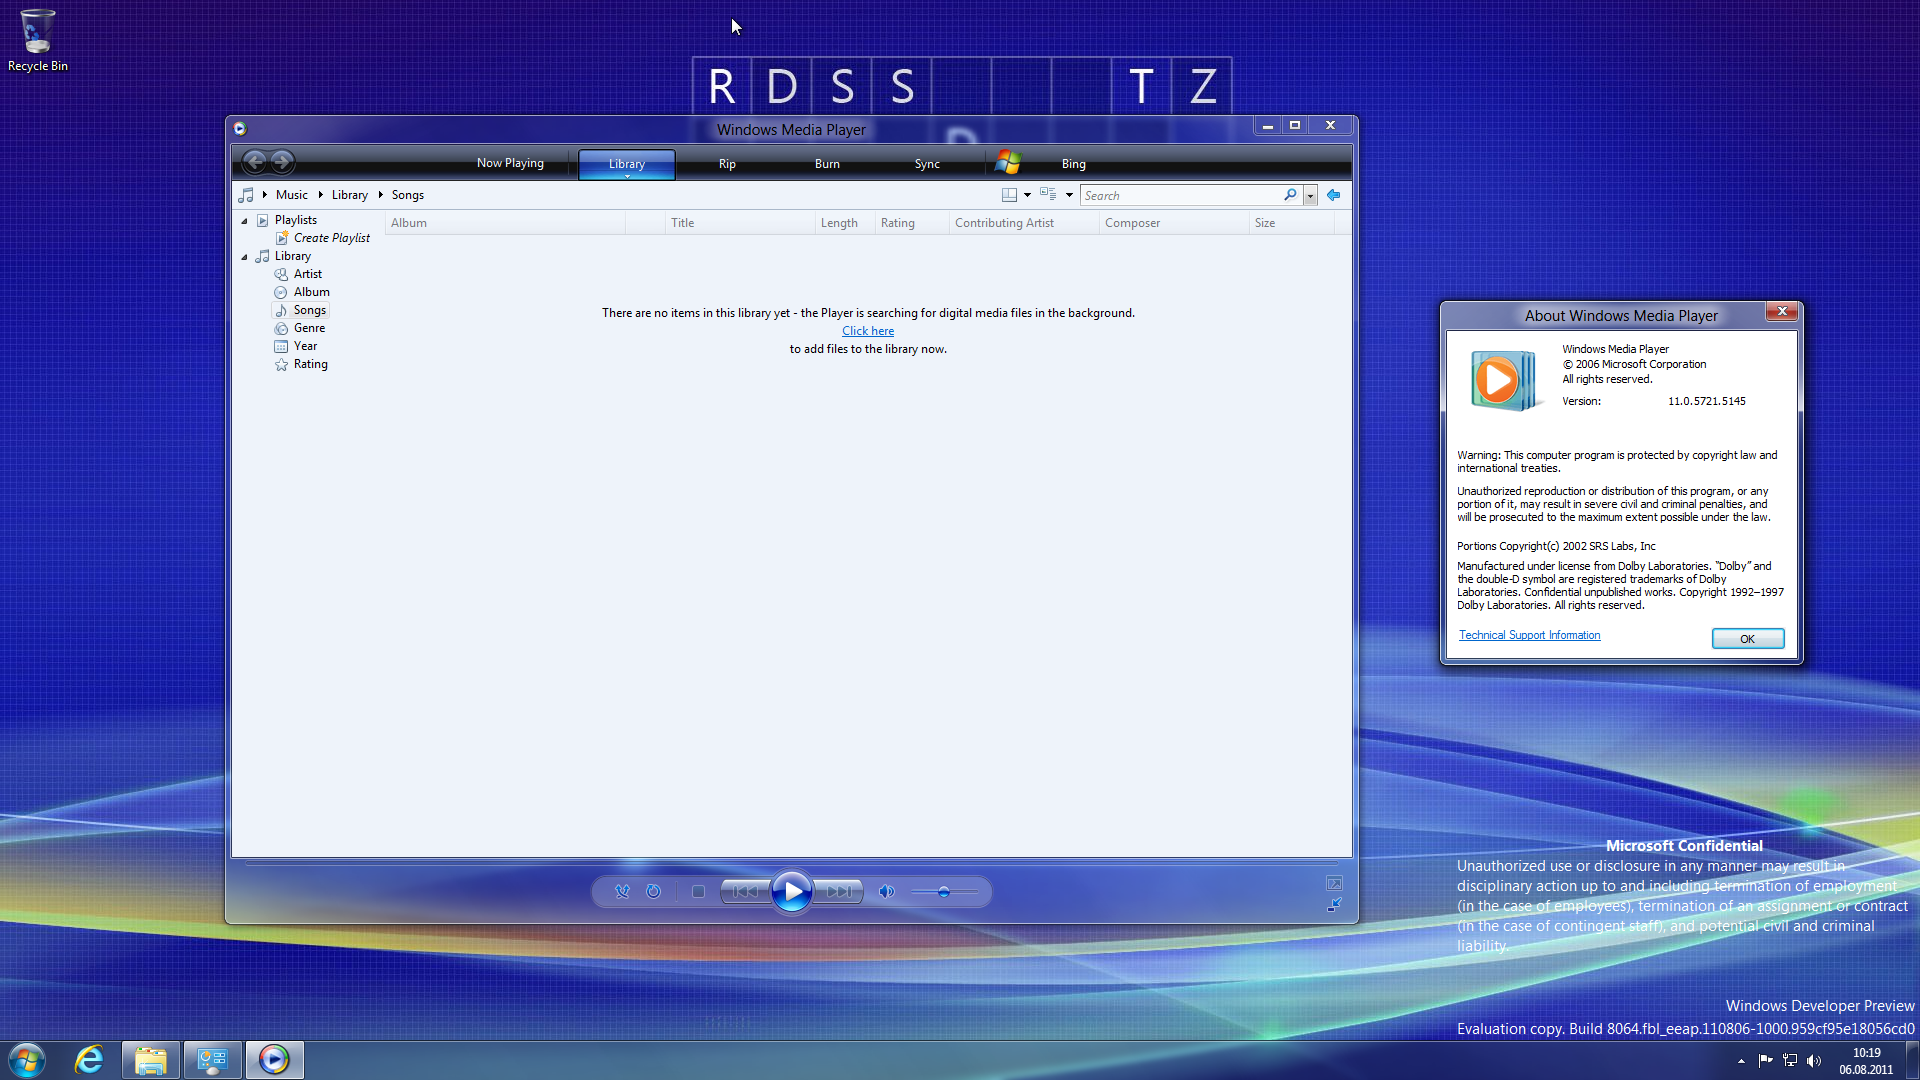 Recycle Bin
R D S S T Z
D
Windows Media Player
Now Playing
Library
Rip
Burn
Sync
Bing
Music
Library
Songs
Search
Playlists
Create Playlist
Library
Artist
Album
Songs
Genre
Year
Rating
Album
Title
Length
Rating
Contributing Artist
Composer
Size
There are no items in this library yet - the Player is searching for digital media files in the background.
Click here
to add files to the library now.
About Windows Media Player
Windows Media Player
© 2006 Microsoft Corporation
All rights reserved.
Version: 11.0.5721.5145
Warning: This computer program is protected by copyright law and
international treaties.
Unauthorized reproduction or distribution of this program, or any
portion of it, may result in severe civil and criminal penalties, and
will be prosecuted to the maximum extent possible under the law.
Portions Copyright(c) 2002 SRS Labs, Inc
Manufactured under license from Dolby Laboratories. “Dolby” and
the double-D symbol are registered trademarks of Dolby
Laboratories. Confidential unpublished works. Copyright 1992–1997
Dolby Laboratories. All rights reserved.
Technical Support Information
OK
Microsoft Confidential
Unauthorized use or disclosure in any manner may result in
disciplinary action up to and including termination of employment
(in the case of employees), termination of an assignment or contract
(in the case of contingent staff), and potential civil and criminal
liability.
Windows Developer Preview
Evaluation copy. Build 8064.fbl_eeap.110806-1000.959cf95e18056cd0
10:19
06.08.2011